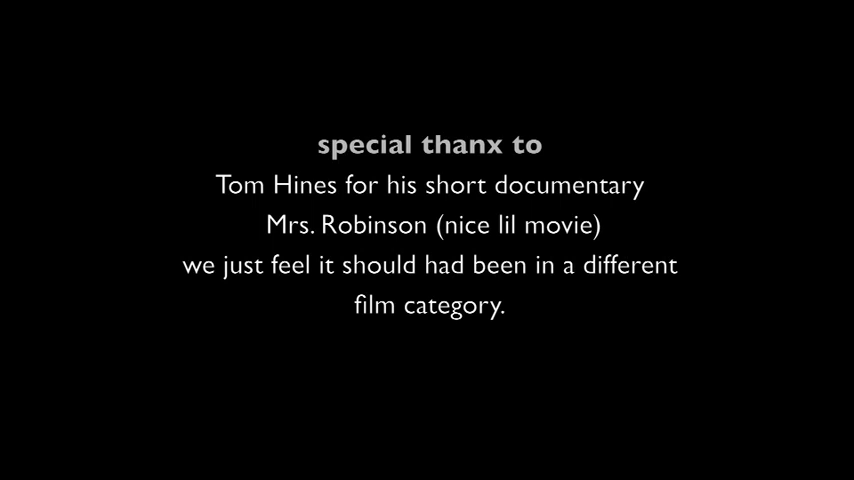 special thanx to
Tom Hines for his short documentary
Mrs. Robinson (nice lil movie)
we just feel it should had been in a different
film category.